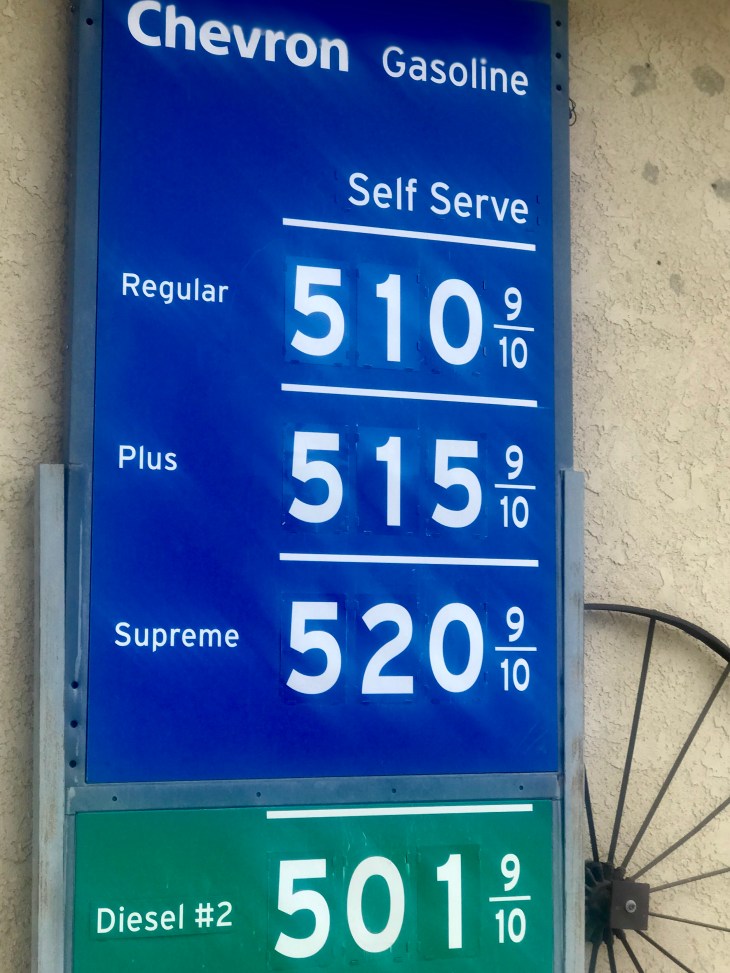 Chevron Gasoline
Self Serve
Regular 510 9/10
Plus 515 9/10
Supreme 520 9/10
Diesel #2 501 9/10